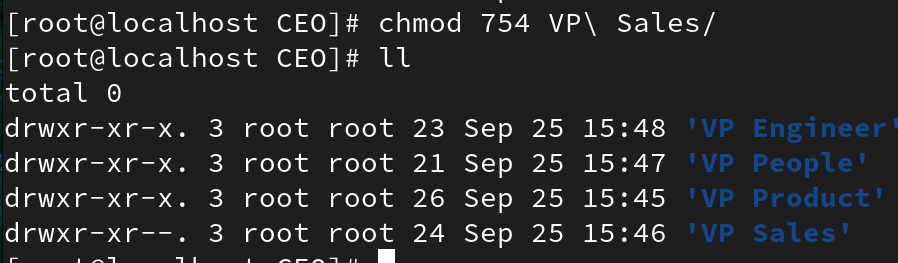 [root@localhost CEO]# chmod 754 VP\ Sales/
[root@localhost CEO]# ll
total 0
drwxr-xr-x. 3 root root 23 Sep 25 15:48 'VP Engineer'
drwxr-xr-x. 3 root root 21 Sep 25 15:47 'VP People'
drwxr-xr-x. 3 root root 26 Sep 25 15:45 'VP Product'
drwxr-xr--. 3 root root 24 Sep 25 15:46 'VP Sales'
[root@localhost CEO]#